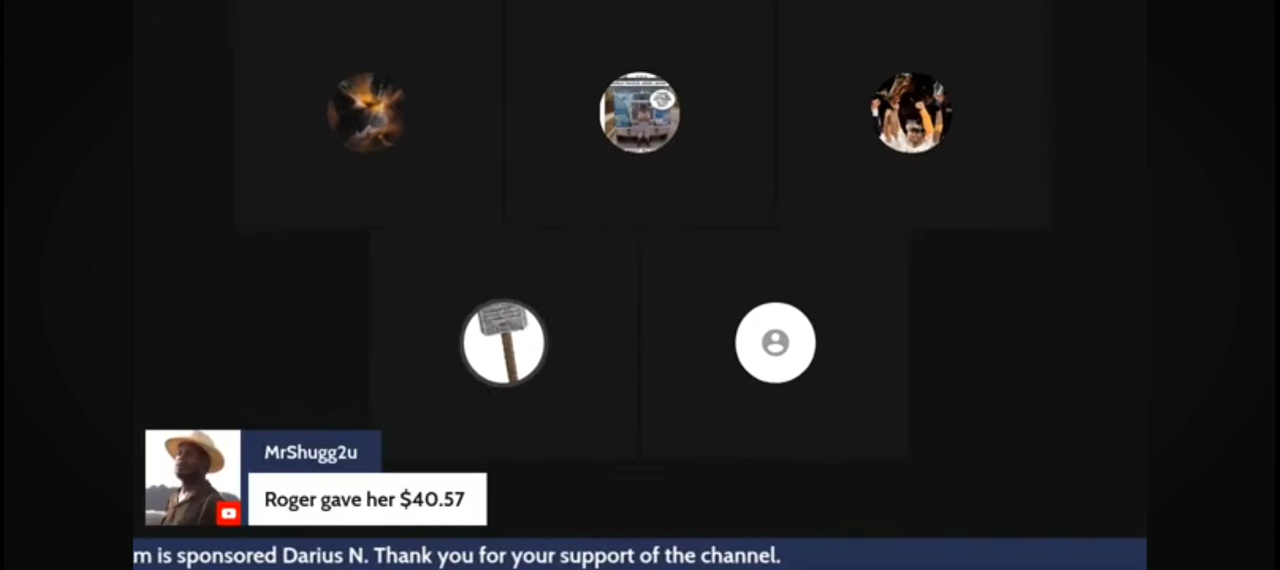 MrShugg2u
Roger gave her $40.57
m is sponsored Darius N. Thank you for your support of the channel.